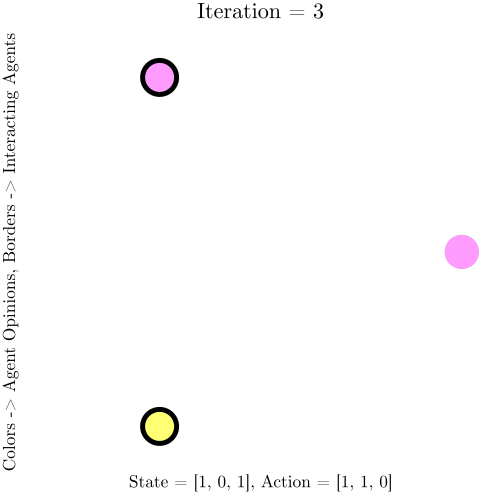 Iteration = 3
Colors -> Agent Opinions, Borders -> Interacting Agents
State = [1, 0, 1], Action = [1, 1, 0]